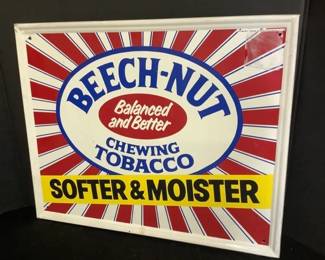 BEECH-NUT
Balanced
and Better
CHEWING
TOBACCO
SOFTER & MOISTER